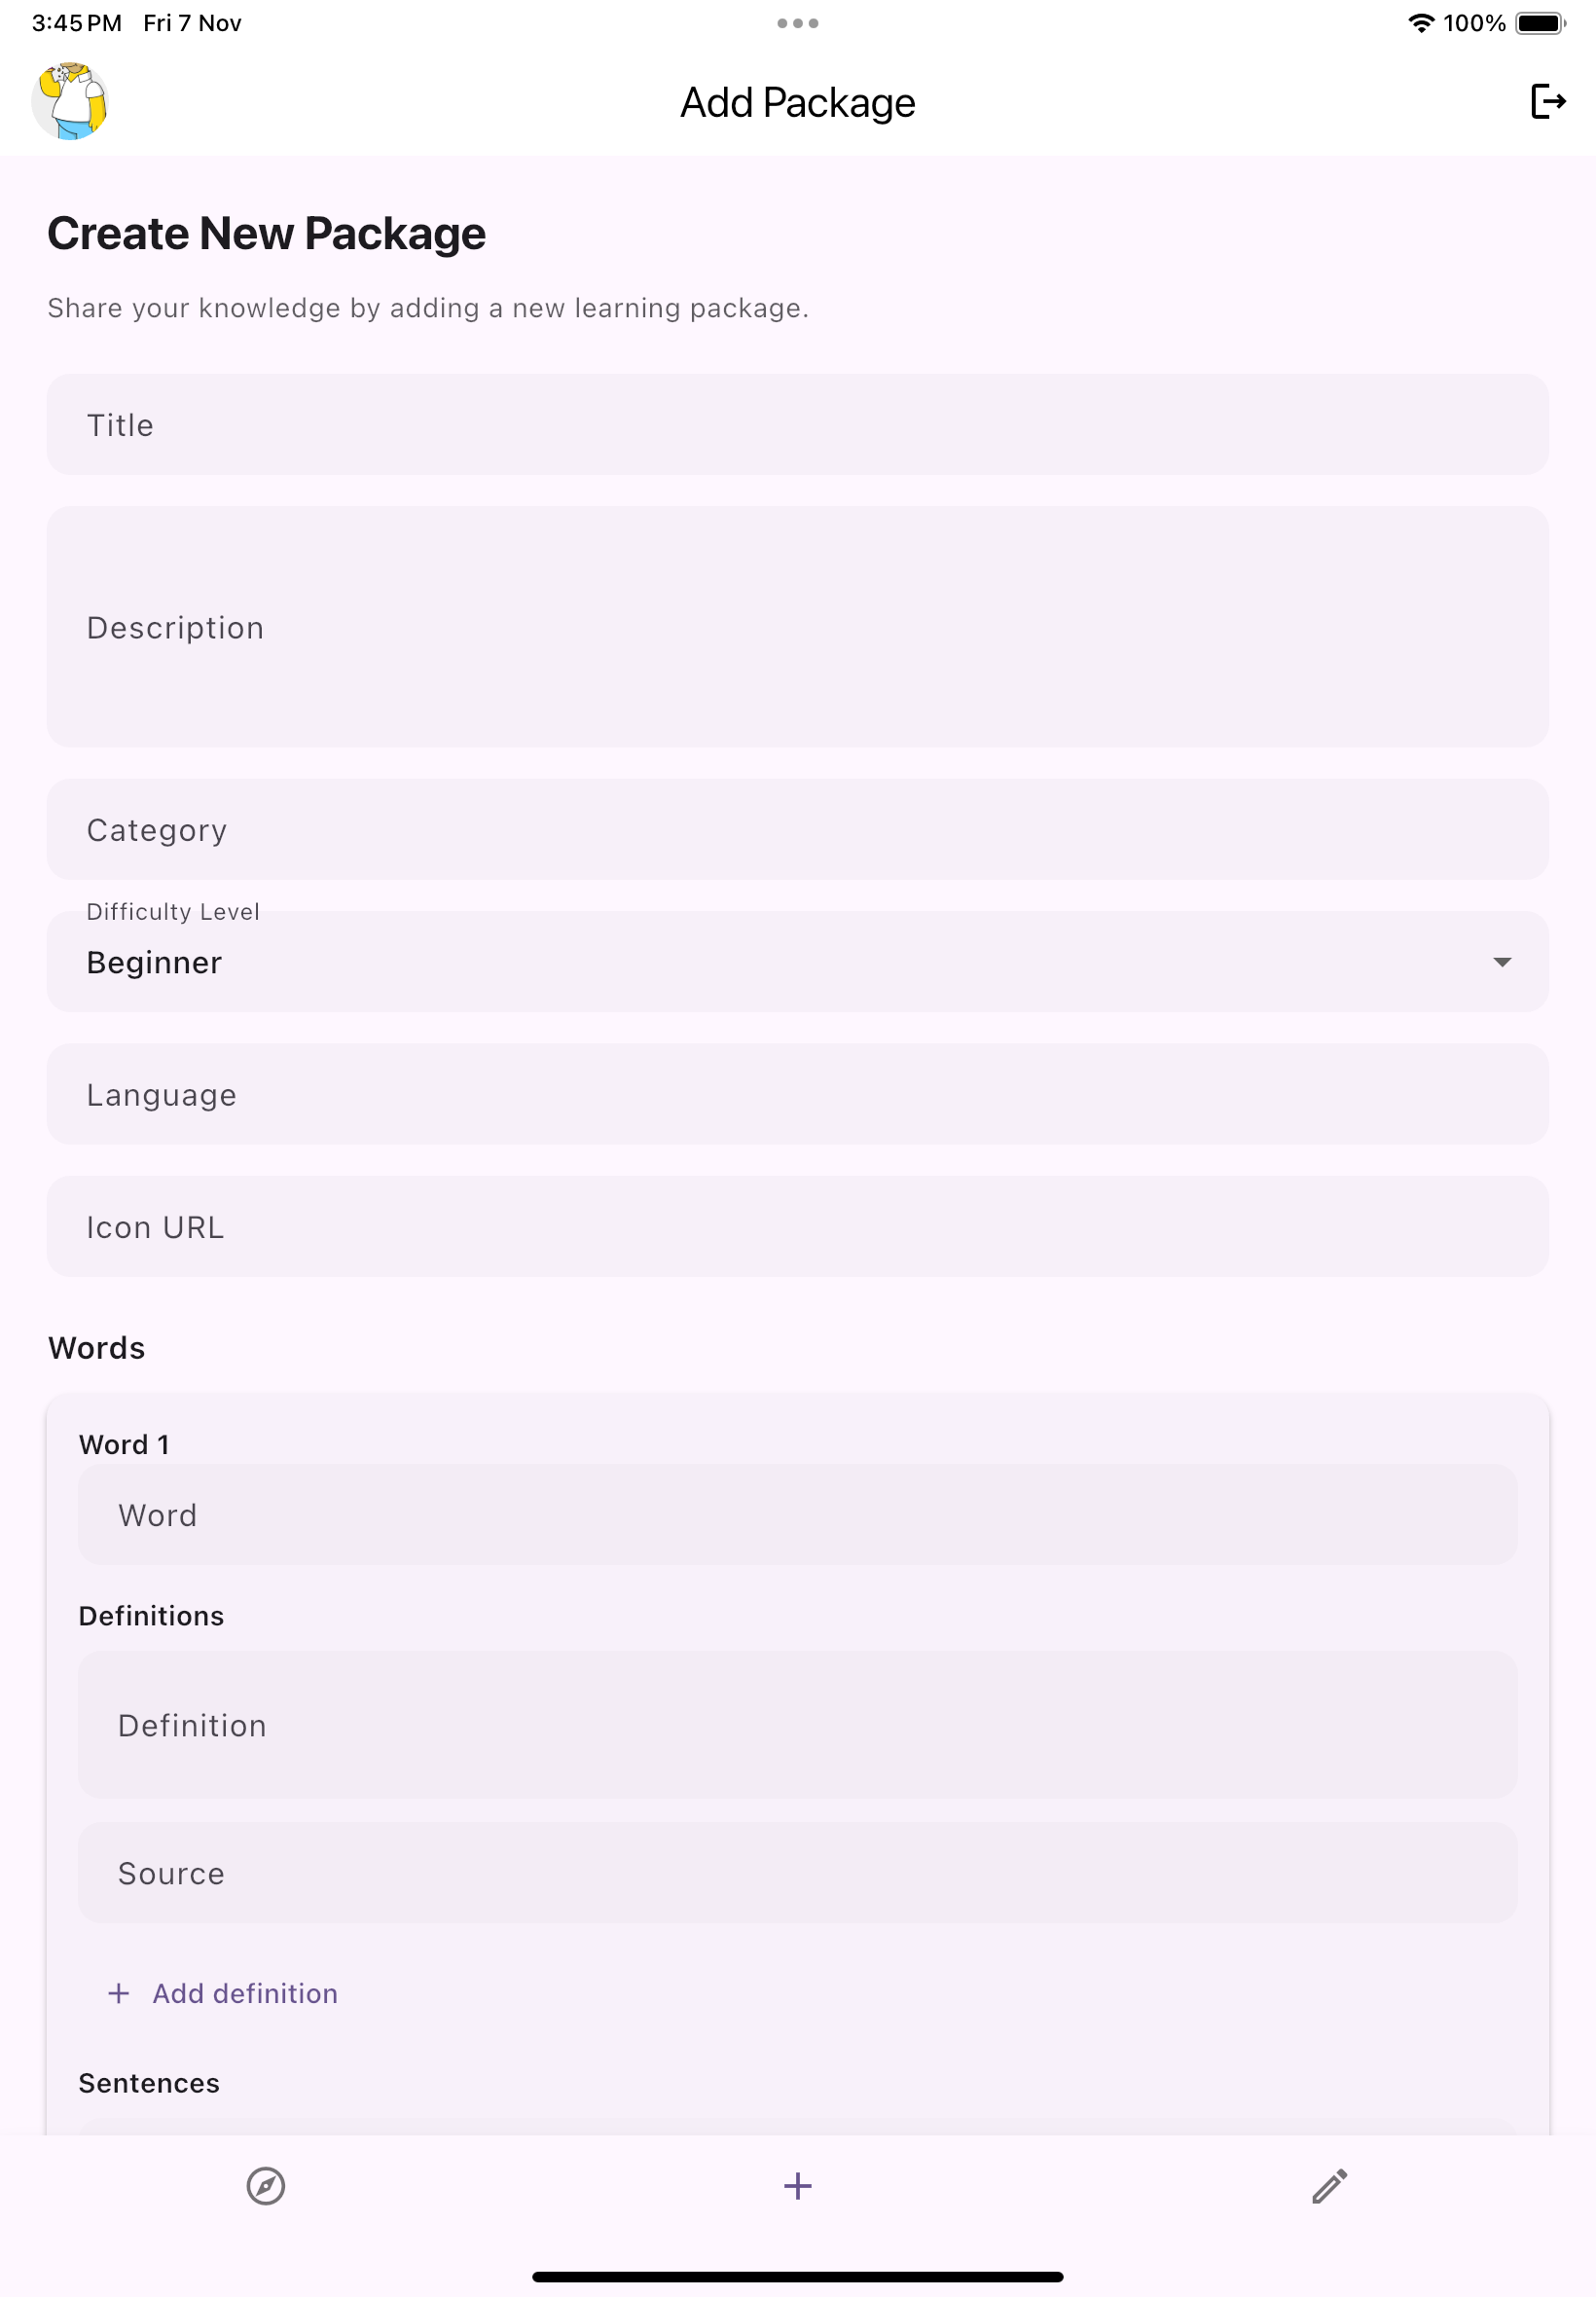 3:45 PM Fri 7 Nov
100%
Add Package
Create New Package
Share your knowledge by adding a new learning package.
Title
Description
Category
Difficulty Level
Beginner
Language
Icon URL
Words
Word 1
Word
Definitions
Definition
Source
+ Add definition
Sentences